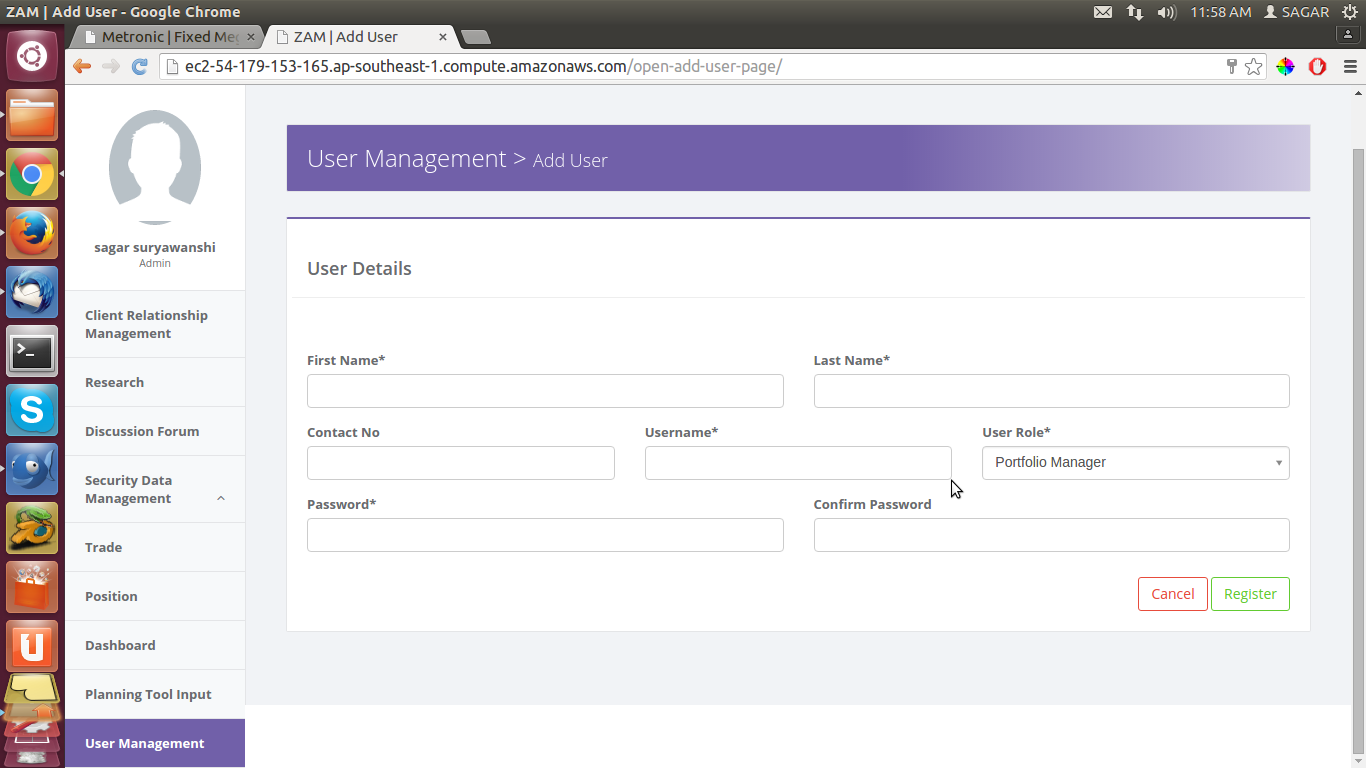 ZAM | Add User - Google Chrome
11:58 AM SAGAR
Metronic | Fixed Me
ZAM | Add User
ec2-54-179-153-165.ap-southeast-1.compute.amazonaws.com/open-add-user-page/
sagar suryawanshi
Admin
Client Relationship
Management
Research
Discussion Forum
Security Data
Management
Trade
Position
Dashboard
Planning Tool Input
User Management
User Management > Add User
User Details
First Name*
Last Name*
Contact No
Username*
User Role*
Portfolio Manager
Password*
Confirm Password
Cancel
Register